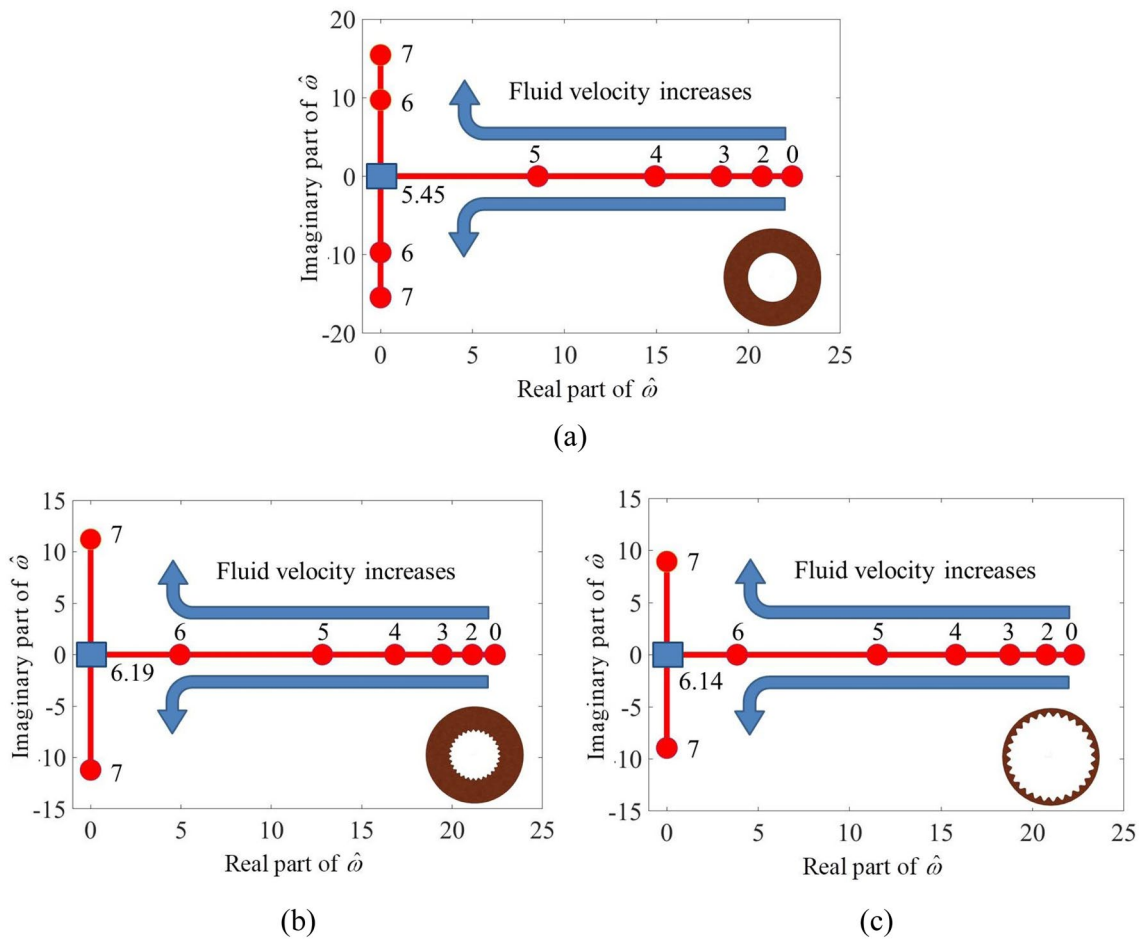 20
10
0
-10
-20
Imaginary part of ω̂
7
6
Fluid velocity increases
5 4 3 2 0
5.45
6
7
0 5 10 15 20 25
Real part of ω̂
(a)
15
10
5
0
-5
-10
-15
Imaginary part of ω̂
7
Fluid velocity increases
6 5 4 3 2 0
6.19
7
0 5 10 15 20 25
Real part of ω̂
(b)
15
10
5
0
-5
-10
-15
Imaginary part of ω̂
7
Fluid velocity increases
6 5 4 3 2 0
6.14
7
0 5 10 15 20 25
Real part of ω̂
(c)